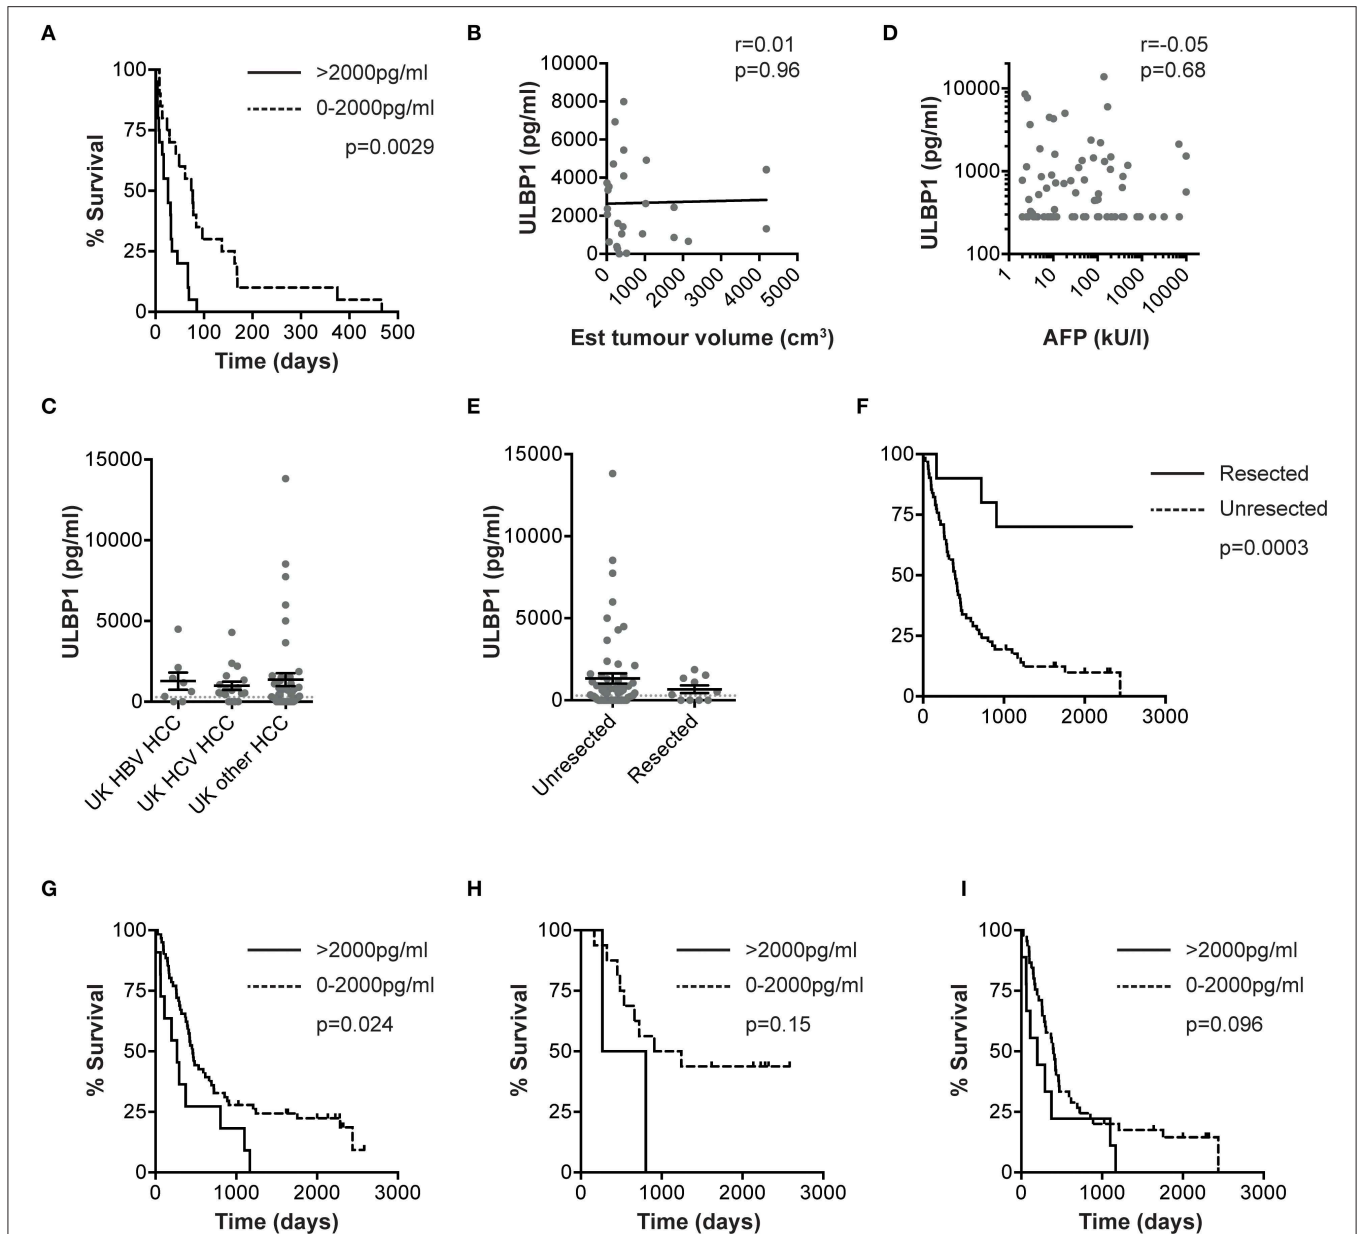 A
100
75
50
25
0
% Survival
0 100 200 300 400 500
Time (days)
>2000pg/ml
0-2000pg/ml
p=0.0029
B
r=0.01
p=0.96
10000
8000
6000
4000
2000
0
ULBP1 (pg/ml)
0 1000 2000 3000 4000 5000
Est tumour volume (cm³)
D
r=-0.05
p=0.68
10000
1000
100
ULBP1 (pg/ml)
1 10 100 1000 10000
AFP (kU/l)
C
15000
10000
5000
0
ULBP1 (pg/ml)
UK HBV HCC
UK HCV HCC
UK other HCC
E
15000
10000
5000
0
ULBP1 (pg/ml)
Unresected
Resected
F
100
75
50
25
0
0 1000 2000 3000
Resected
Unresected
p=0.0003
G
100
75
50
25
0
% Survival
0 1000 2000 3000
Time (days)
>2000pg/ml
0-2000pg/ml
p=0.024
H
100
75
50
25
0
% Survival
0 1000 2000 3000
Time (days)
>2000pg/ml
0-2000pg/ml
p=0.15
I
100
75
50
25
0
% Survival
0 1000 2000 3000
Time (days)
>2000pg/ml
0-2000pg/ml
p=0.096